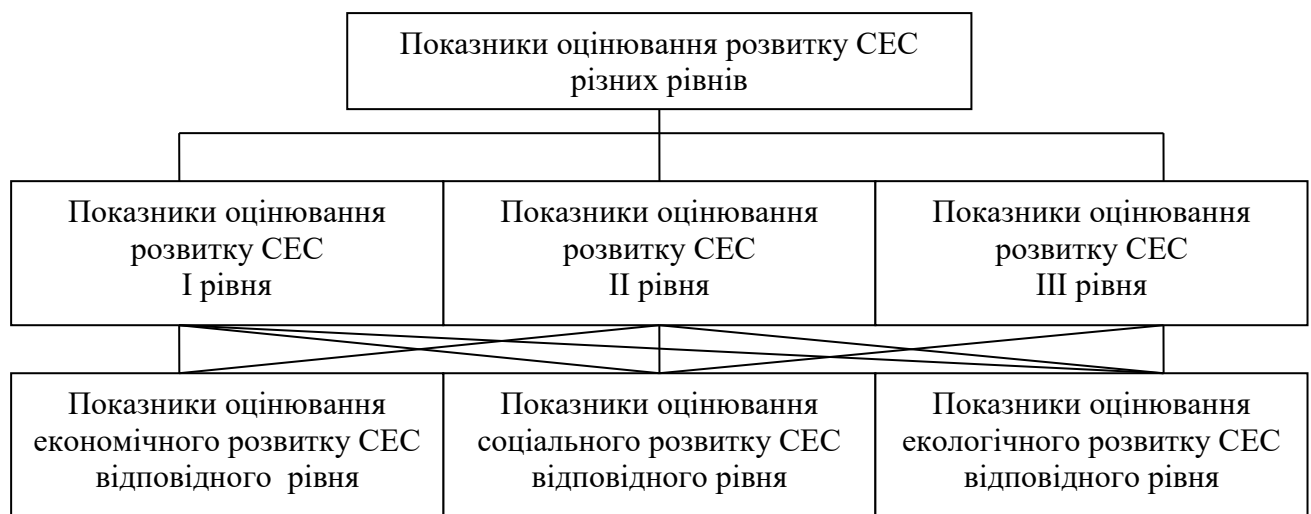 Показники оцінювання розвитку СЕС
різних рівнів
Показники оцінювання
розвитку СЕС
І рівня
Показники оцінювання
розвитку СЕС
ІІ рівня
Показники оцінювання
розвитку СЕС
ІІІ рівня
Показники оцінювання
економічного розвитку СЕС
відповідного рівня
Показники оцінювання
соціального розвитку СЕС
відповідного рівня
Показники оцінювання
екологічного розвитку СЕС
відповідного рівня